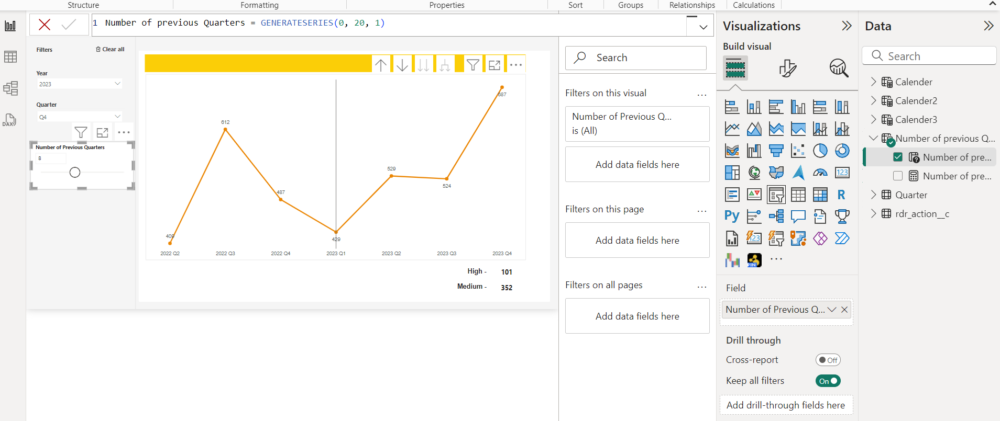 Structure
Formatting
Properties
Sort
Groups
Relationships
Calculations
1 Number of previous Quarters = GENERATESERIES(0, 20, 1)
Filters
Clear all
Year
2023
Quarter
Q4
Number of Previous Quarters
8
409
612
487
429
529
524
687
2022 Q2
2022 Q3
2022 Q4
2023 Q1
2023 Q2
2023 Q3
2023 Q4
High - 101
Medium - 352
Search
Filters on this visual
Number of Previous Q...
is (All)
Add data fields here
Filters on this page
Add data fields here
Filters on all pages
Add data fields here
Visualizations
Build visual
123
R
Py
123
Field
Number of Previous Q...
Drill through
Cross-report
Off
Keep all filters
On
Add drill-through fields here
Data
Search
Calender
Calender2
Calender3
Number of previous Q...
Number of pre...
Number of pre...
Quarter
rdr_action__c
DAX